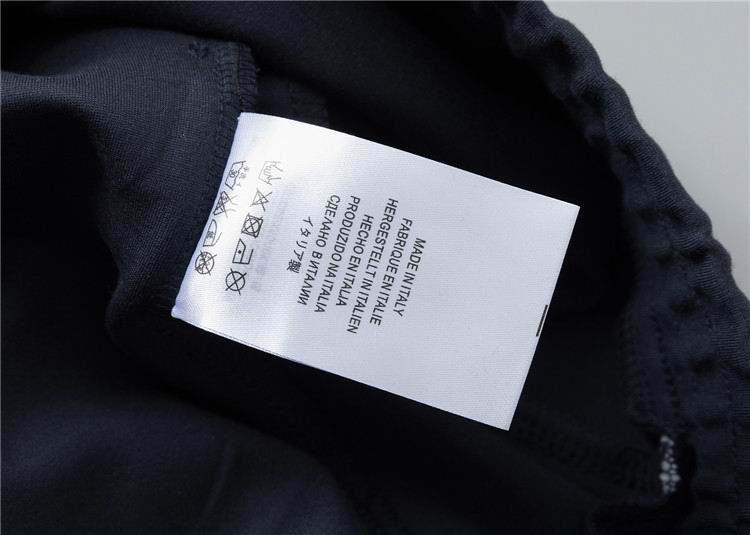 MADE IN ITALY
FABRIQUE EN ITALIE
HERGESTELLT IN ITALIEN
HECHO EN ITALIA
PRODUZIDO NA ITALIA
СДЕЛАНО В ИТАЛИИ
イタリア製